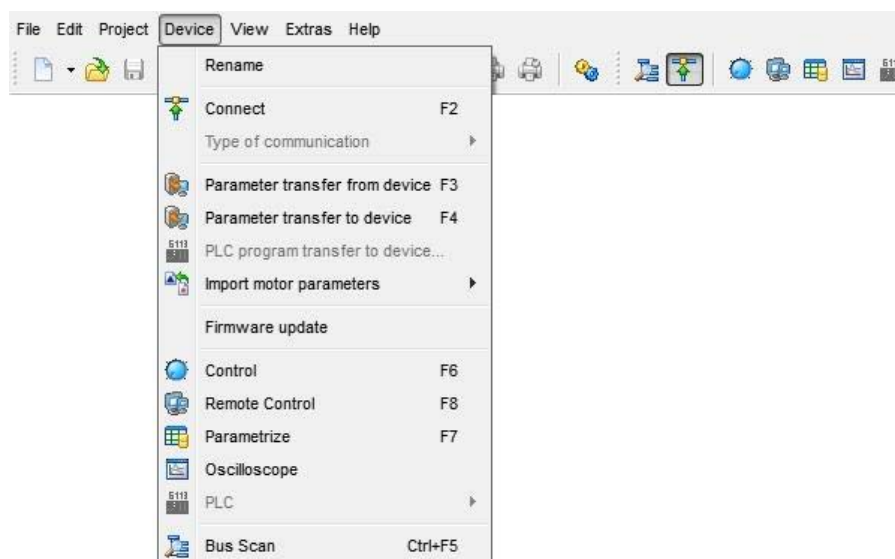 File Edit Project Device View Extras Help
Rename
Connect F2
Type of communication
Parameter transfer from device F3
Parameter transfer to device F4
PLC program transfer to device...
Import motor parameters
Firmware update
Control F6
Remote Control F8
Parametrize F7
Oscilloscope
PLC
Bus Scan Ctrl+F5